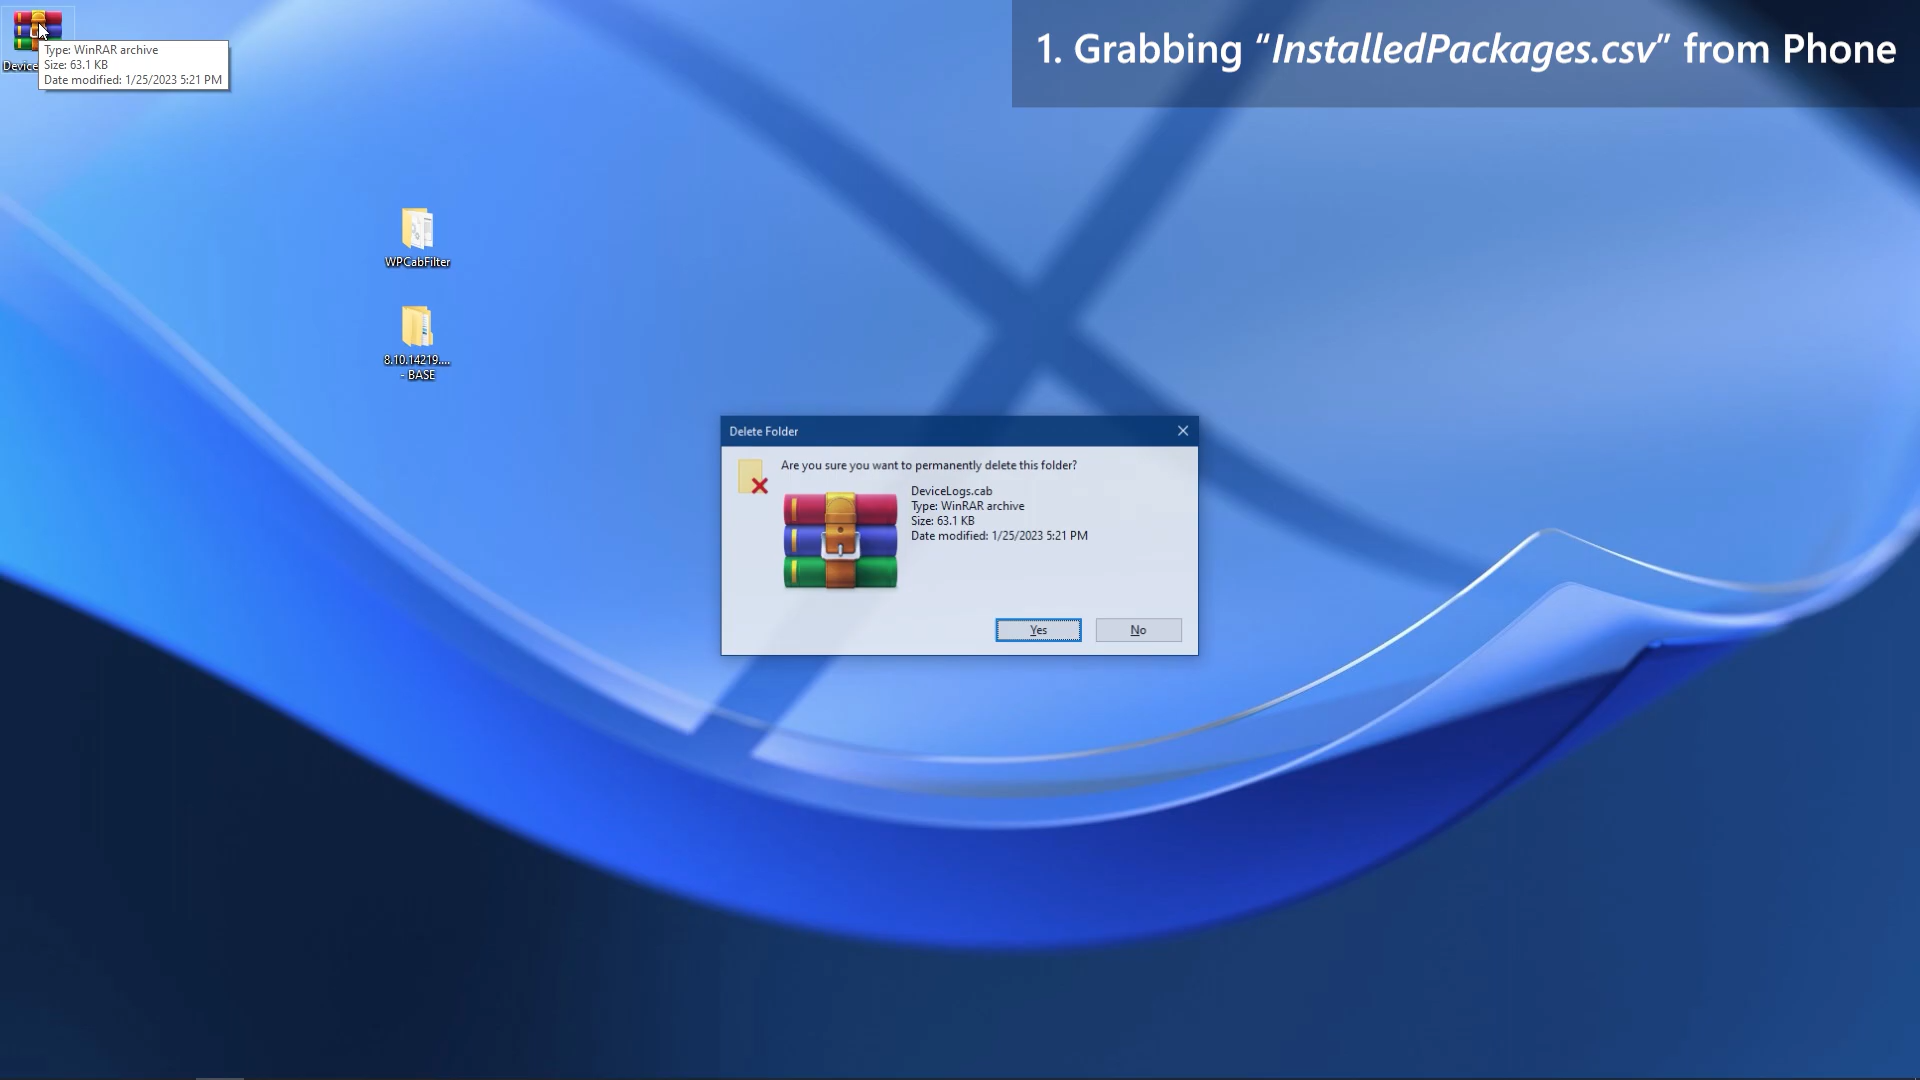 1. Grabbing “InstalledPackages.csv” from Phone
Device
Type: WinRAR archive
Size: 63.1 KB
Date modified: 1/25/2023 5:21 PM
WPCabFilter
8.10.14219....
- BASE
Delete Folder
Are you sure you want to permanently delete this folder?
DeviceLogs.cab
Type: WinRAR archive
Size: 63.1 KB
Date modified: 1/25/2023 5:21 PM
Yes
No